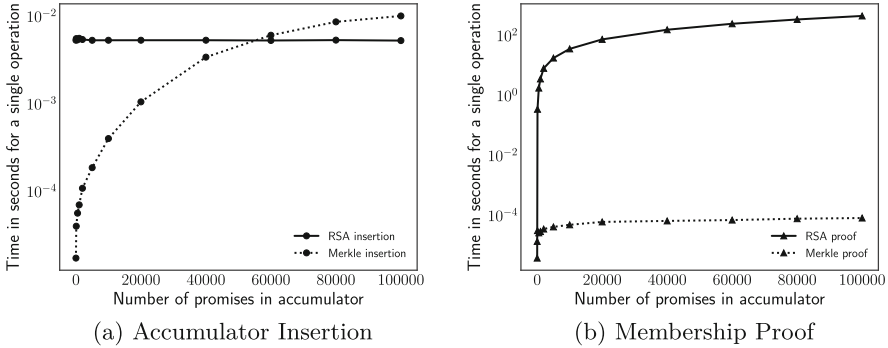 Time in seconds for a single operation
10−2
10−3
10−4
RSA insertion
Merkle insertion
0 20000 40000 60000 80000 100000
Number of promises in accumulator
(a) Accumulator Insertion
Time in seconds for a single operation
10^2
10^0
10^−2
10^−4
RSA proof
Merkle proof
0 20000 40000 60000 80000 100000
Number of promises in accumulator
(b) Membership Proof